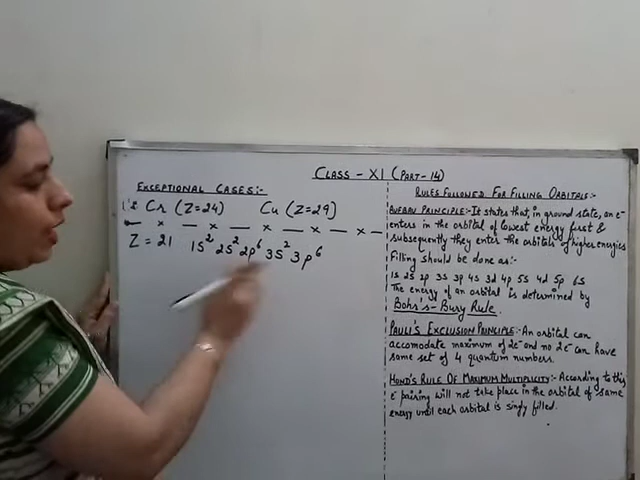 CLASS - XI (PART-14)
EXCEPTIONAL CASES:-
Cr (Z=24) Cu (Z=29)
Z = 21 1s² 2s² 2p⁶ 3s² 3p⁶
RULES FOLLOWED FOR FILLING ORBITALS:-
AUFBAU PRINCIPLE:- It states that, in ground state, an e⁻
enters in the orbital of lowest energy first &
subsequently they enter the orbitals of higher energies
Filling should be done as:-
1s 2s 2p 3s 3p 4s 3d 4p 5s 4d 5p 6s
The energy of an orbital is determined by
Bohr's-Bury Rule.
PAULI'S EXCLUSION PRINCIPLE:- An orbital can
accomodate maximum of 2e⁻ and no 2e⁻ can have
same set of 4 quantum numbers.
HUND'S RULE OF MAXIMUM MULTIPLICITY:- According to this
e⁻ pairing will not take place in the orbital of same
energy until each orbital is singly filled.